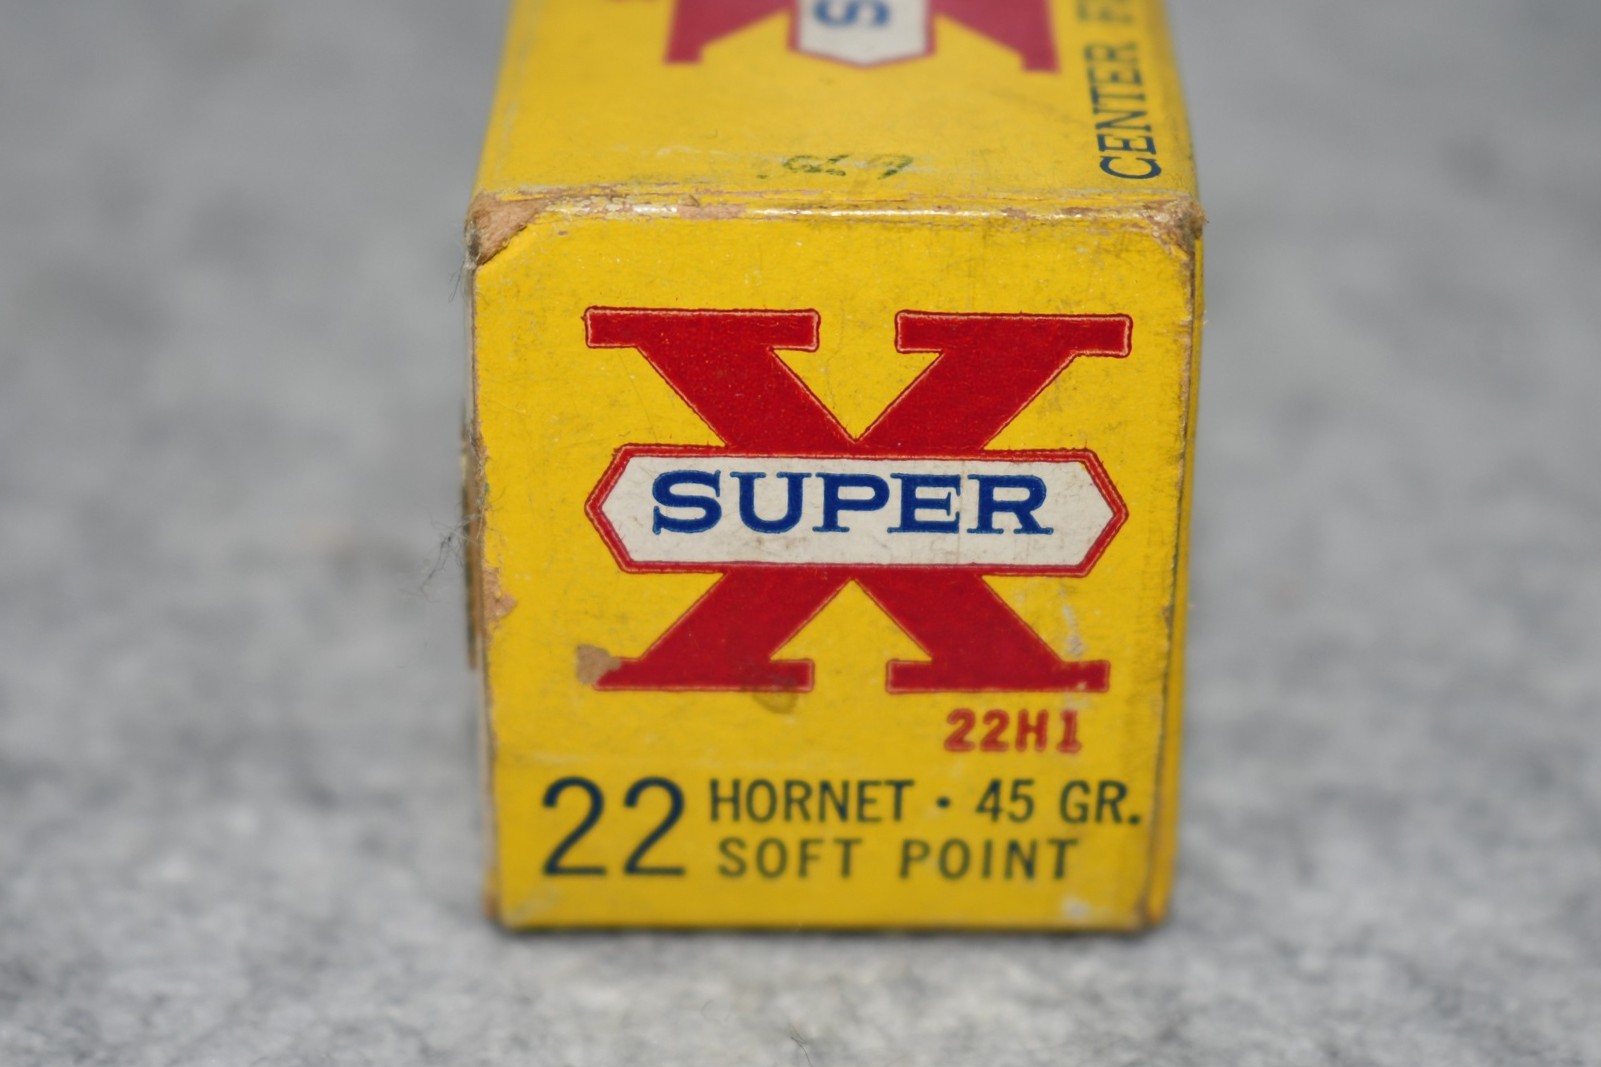 S
CENTER
X
SUPER
22H1
22 HORNET · 45 GR.
SOFT POINT